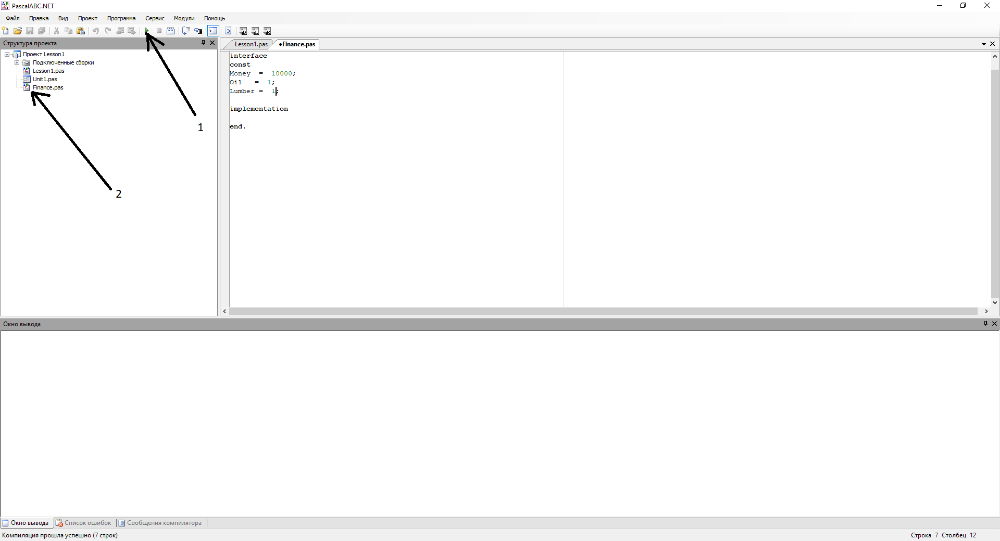 PascalABC.NET
Файл Правка Вид Проект Программа Сервис Модули Помощь
Структура проекта
Проект Lesson1
Подключенные сборки
Lesson1.pas
Unit1.pas
Finance.pas
1
2
Lesson1.pas •Finance.pas
interface
const
Money = 10000;
Oil = 1;
Lumber = 1;
implementation
end.
Окно вывода
Окно вывода Список ошибок Сообщения компилятора
Компиляция прошла успешно (7 строк) Строка 7 Столбец 12